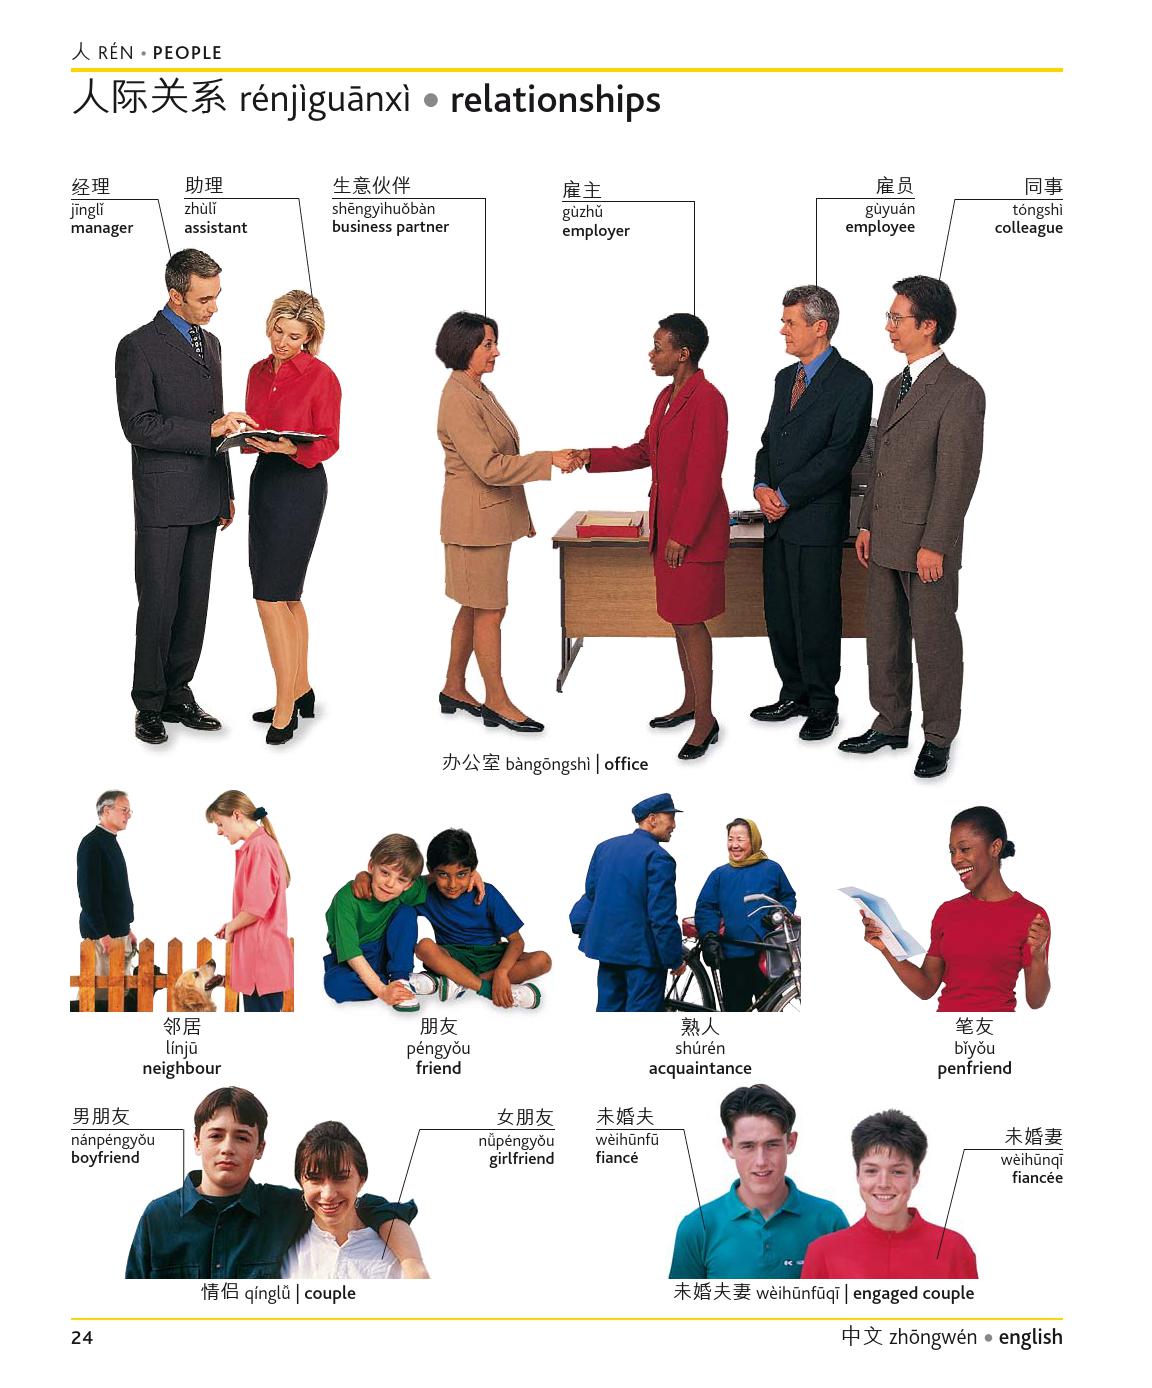 人 RÉN • PEOPLE
人际关系 rénjìguānxì • relationships
经理
jīnglǐ
manager
助理
zhùlǐ
assistant
生意伙伴
shēngyìhuǒbàn
business partner
雇主
gùzhǔ
employer
雇员
gùyuán
employee
同事
tóngshì
colleague
办公室 bàngōngshì | office
邻居
línjū
neighbour
朋友
péngyǒu
friend
熟人
shúrén
acquaintance
笔友
bǐyǒu
penfriend
男朋友
nánpéngyǒu
boyfriend
女朋友
nǚpéngyǒu
girlfriend
情侣 qínglǚ | couple
未婚夫
wèihūnfū
fiancé
未婚妻
wèihūnqī
fiancée
未婚夫妻 wèihūnfūqī | engaged couple
24
中文 zhōngwén • english